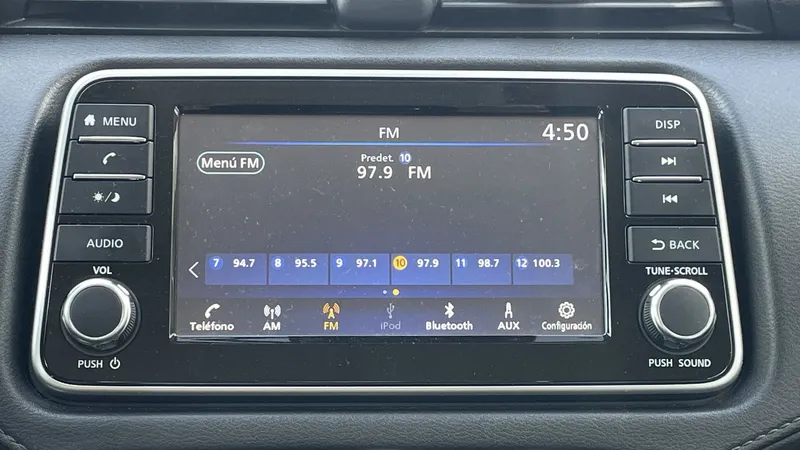 MENU
AUDIO
VOL
PUSH
FM
4:50
Menú FM
Predet. 10
97.9 FM
7 94.7 8 95.5 9 97.1 10 97.9 11 98.7 12 100.3
Teléfono AM FM iPod Bluetooth AUX Configuración
DISP
BACK
TUNE·SCROLL
PUSH SOUND